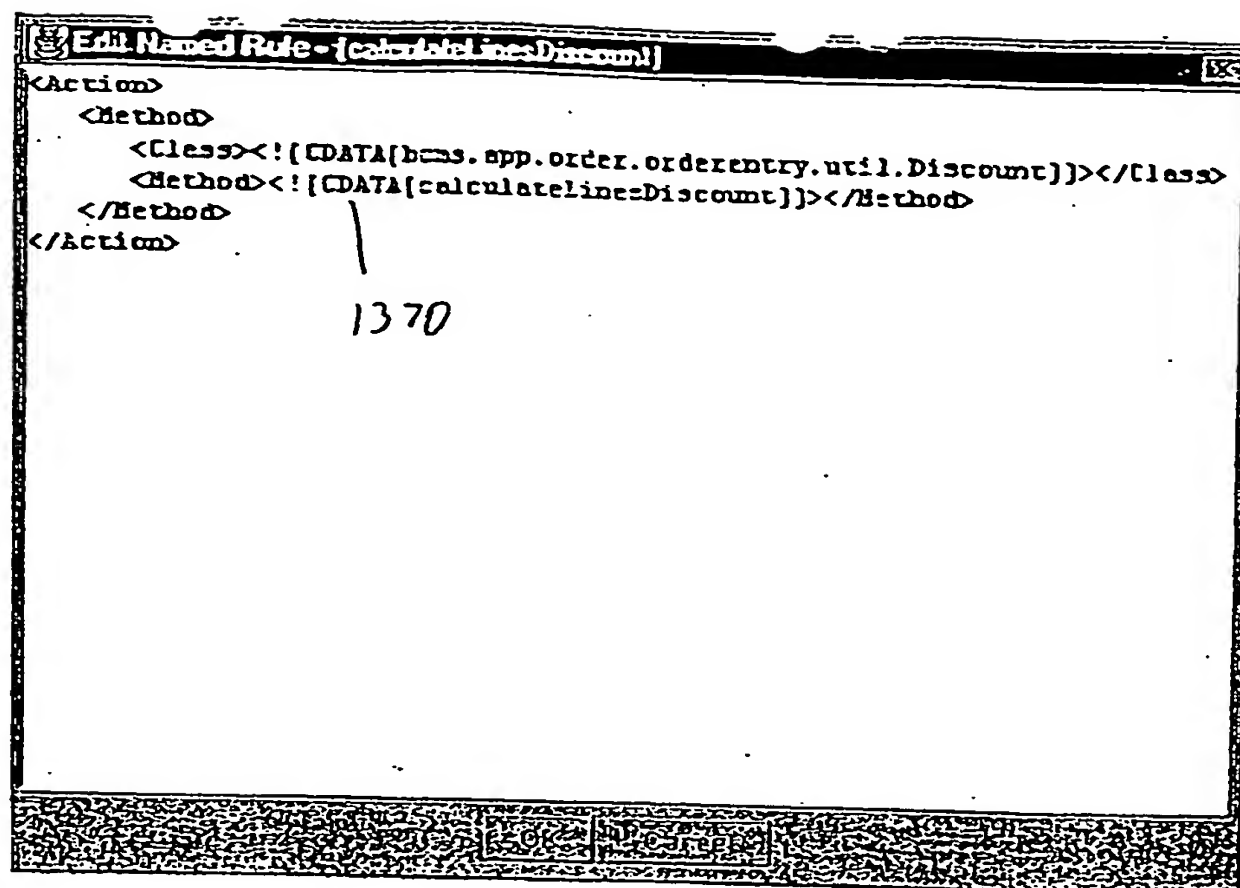 Edit Named Rule - [calculateLinesDiscount]
<Action>
<Method>
<Class><![CDATA[bcms.app.order.orderentry.util.Discount]]></Class>
<Method><![CDATA[calculateLinesDiscount]]></Method>
</Method>
</Action>
1370
OK Cancel